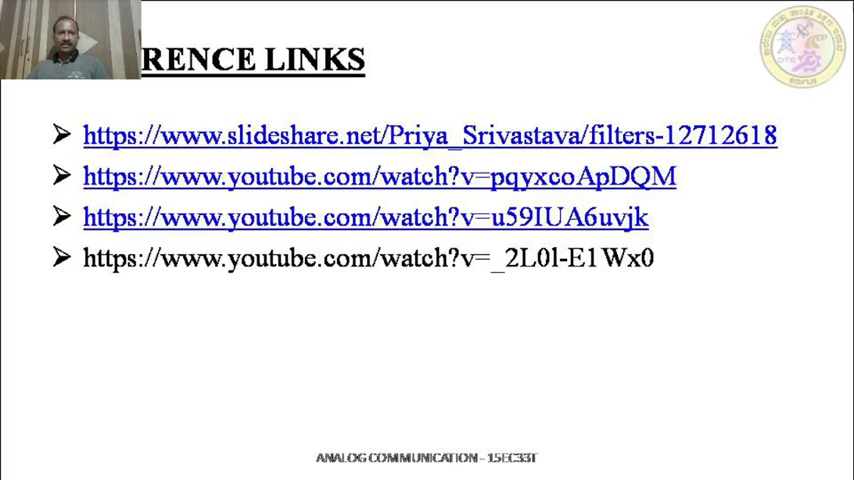 RENCE LINKS
https://www.slideshare.net/Priya_Srivastava/filters-12712618
https://www.youtube.com/watch?v=pqyxcoApDQM
https://www.youtube.com/watch?v=u59IUA6uvjk
https://www.youtube.com/watch?v=_2L0l-E1Wx0
ANALOG COMMUNICATION - 15EC33T
DTE